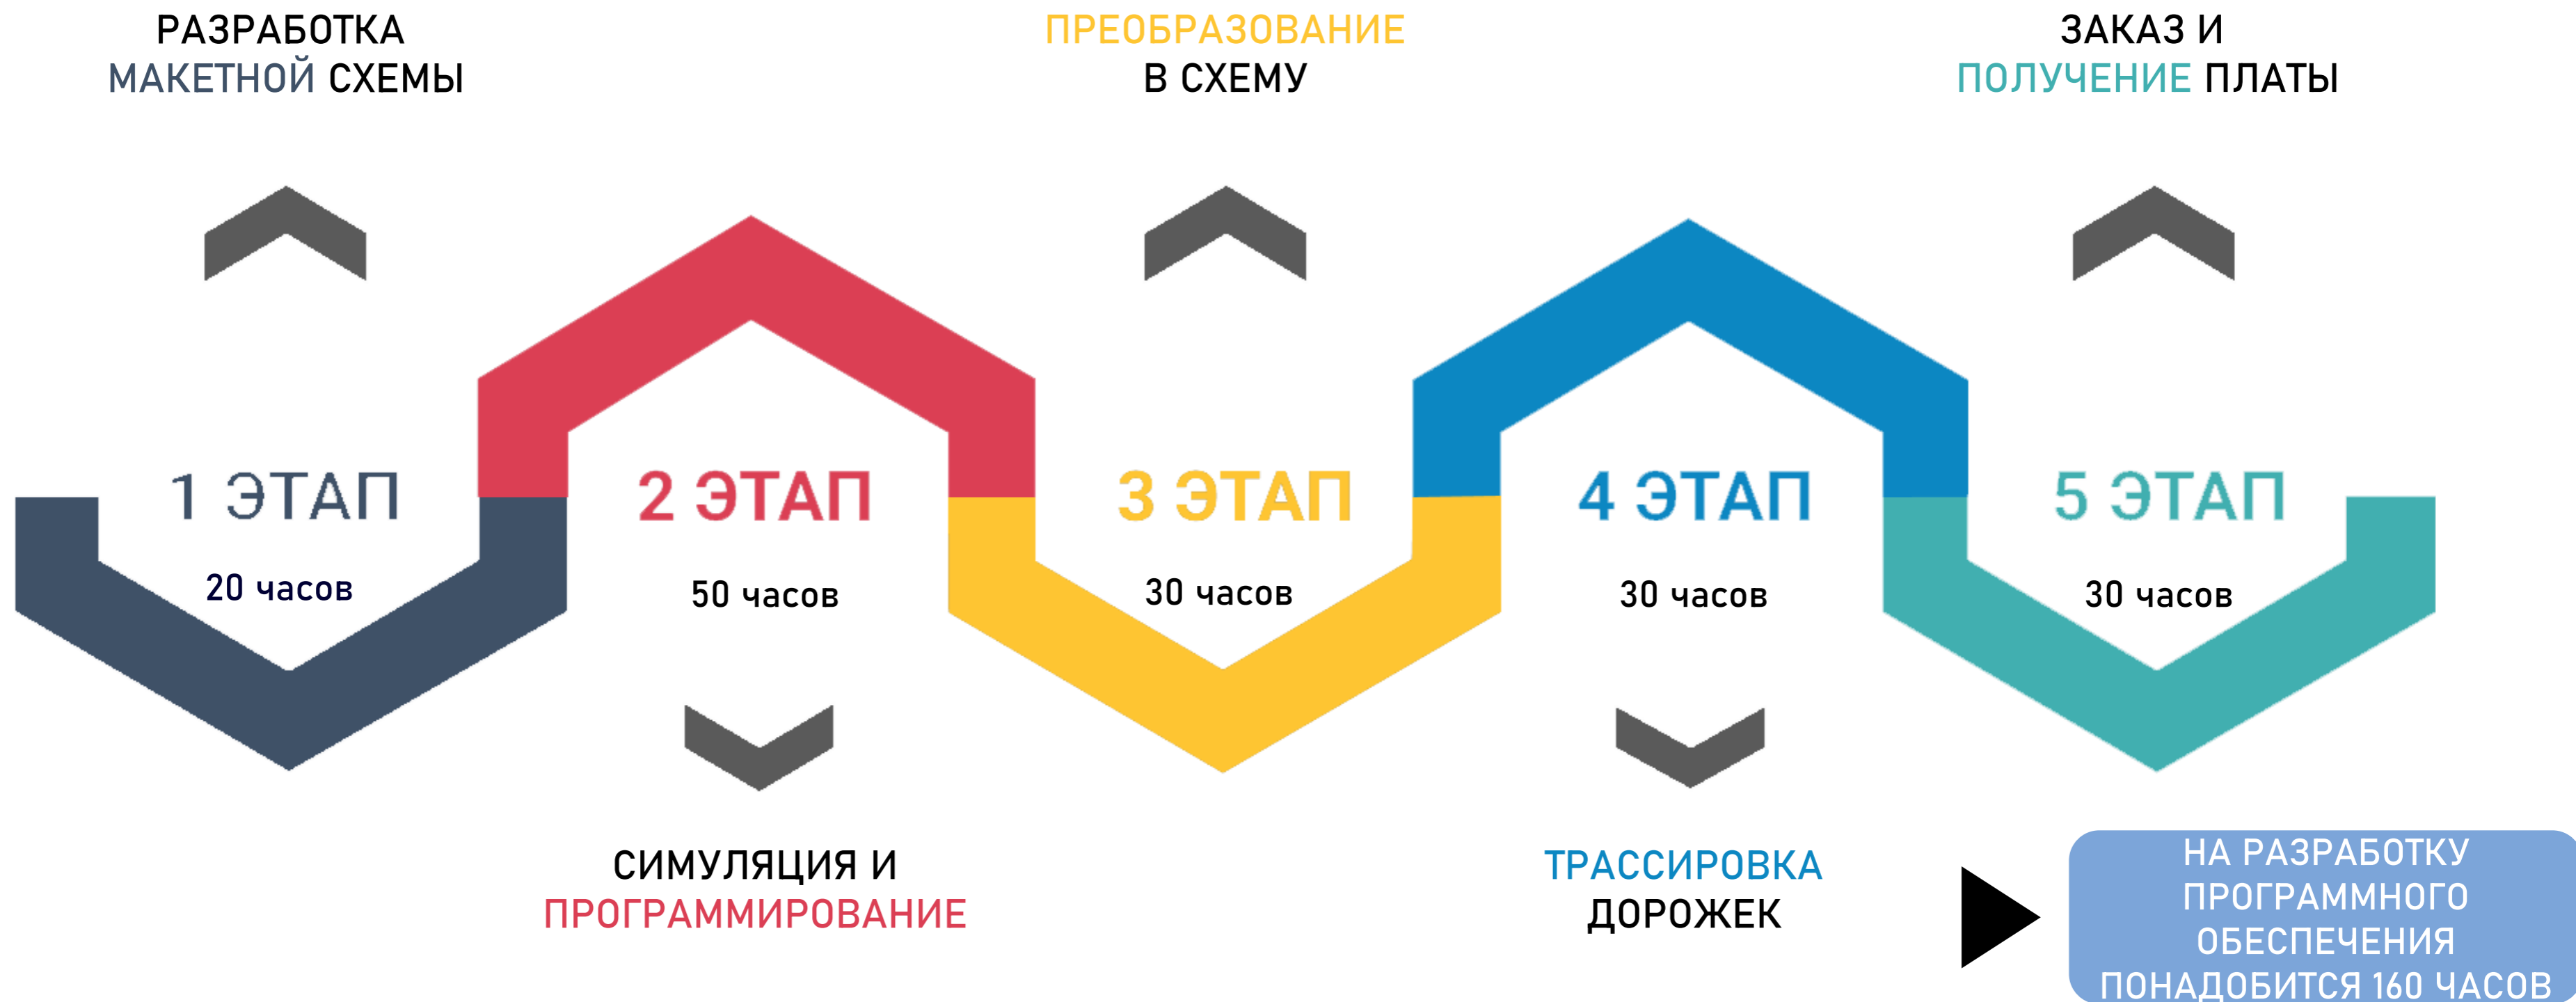 РАЗРАБОТКА
МАКЕТНОЙ СХЕМЫ
ПРЕОБРАЗОВАНИЕ
В СХЕМУ
ЗАКАЗ И
ПОЛУЧЕНИЕ ПЛАТЫ
1 ЭТАП
20 часов
2 ЭТАП
50 часов
3 ЭТАП
30 часов
4 ЭТАП
30 часов
5 ЭТАП
30 часов
СИМУЛЯЦИЯ И
ПРОГРАММИРОВАНИЕ
ТРАССИРОВКА
ДОРОЖЕК
НА РАЗРАБОТКУ
ПРОГРАММНОГО
ОБЕСПЕЧЕНИЯ
ПОНАДОБИТСЯ 160 ЧАСОВ